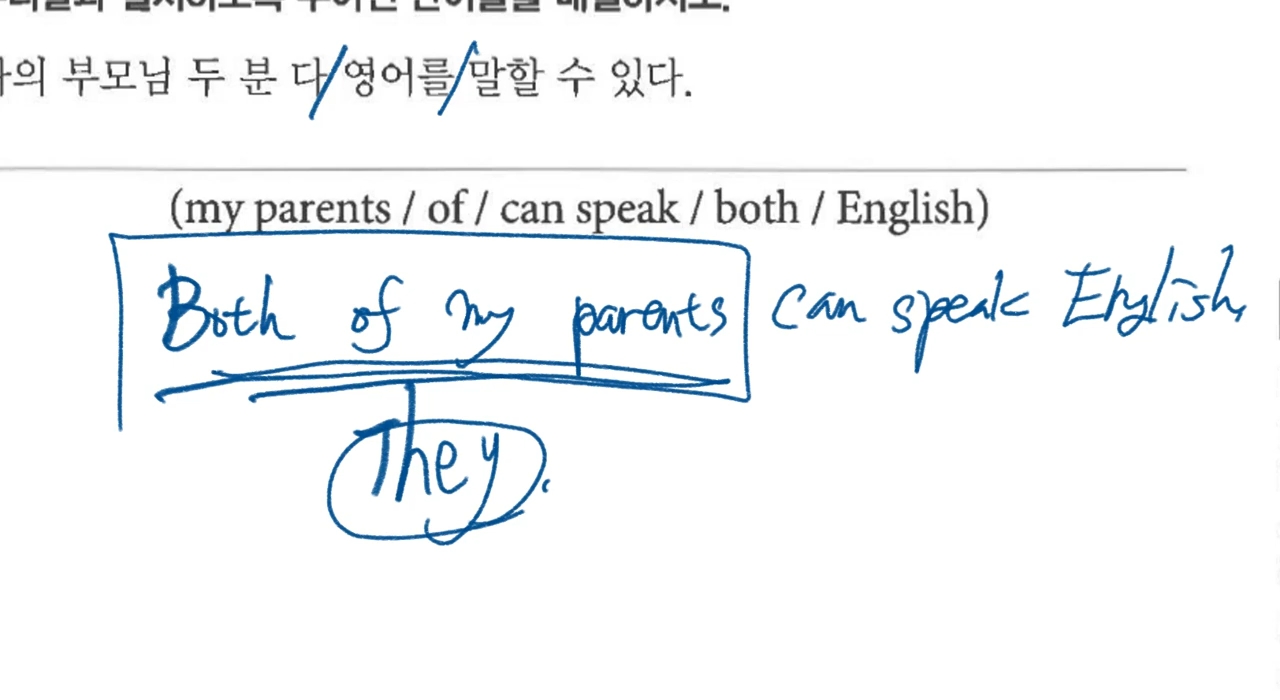 의 부모님 두 분 다/영어를/말할 수 있다.
(my parents / of / can speak / both / English)
Both of my parents can speak English.
They.